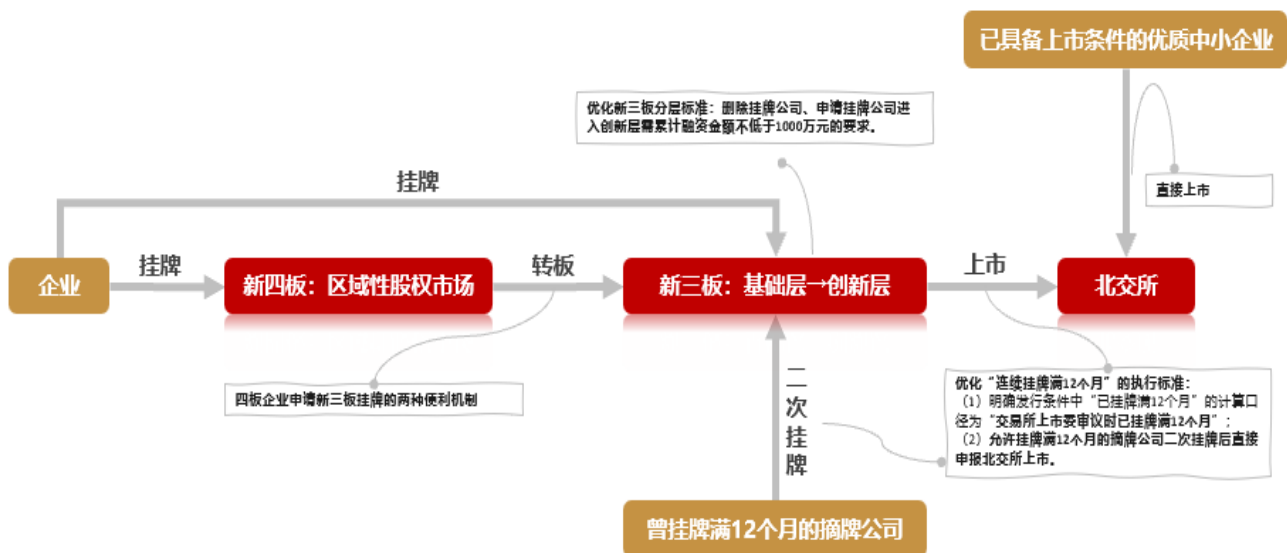 已具备上市条件的优质中小企业
优化新三板分层标准：删除挂牌公司、申请挂牌公司进
入创新层需累计融资金额不低于1000万元的要求。
挂牌
直接上市
企业
挂牌
新四板：区域性股权市场
转板
新三板：基础层→创新层
上市
北交所
四板企业申请新三板挂牌的两种便利机制
二次挂牌
优化“连续挂牌满12个月”的执行标准：
（1）明确发行条件中“已挂牌满12个月”的计算口
径为“交易所上市委审议时已挂牌满12个月”；
（2）允许挂牌满12个月的摘牌公司二次挂牌后直接
申报北交所上市。
曾挂牌满12个月的摘牌公司